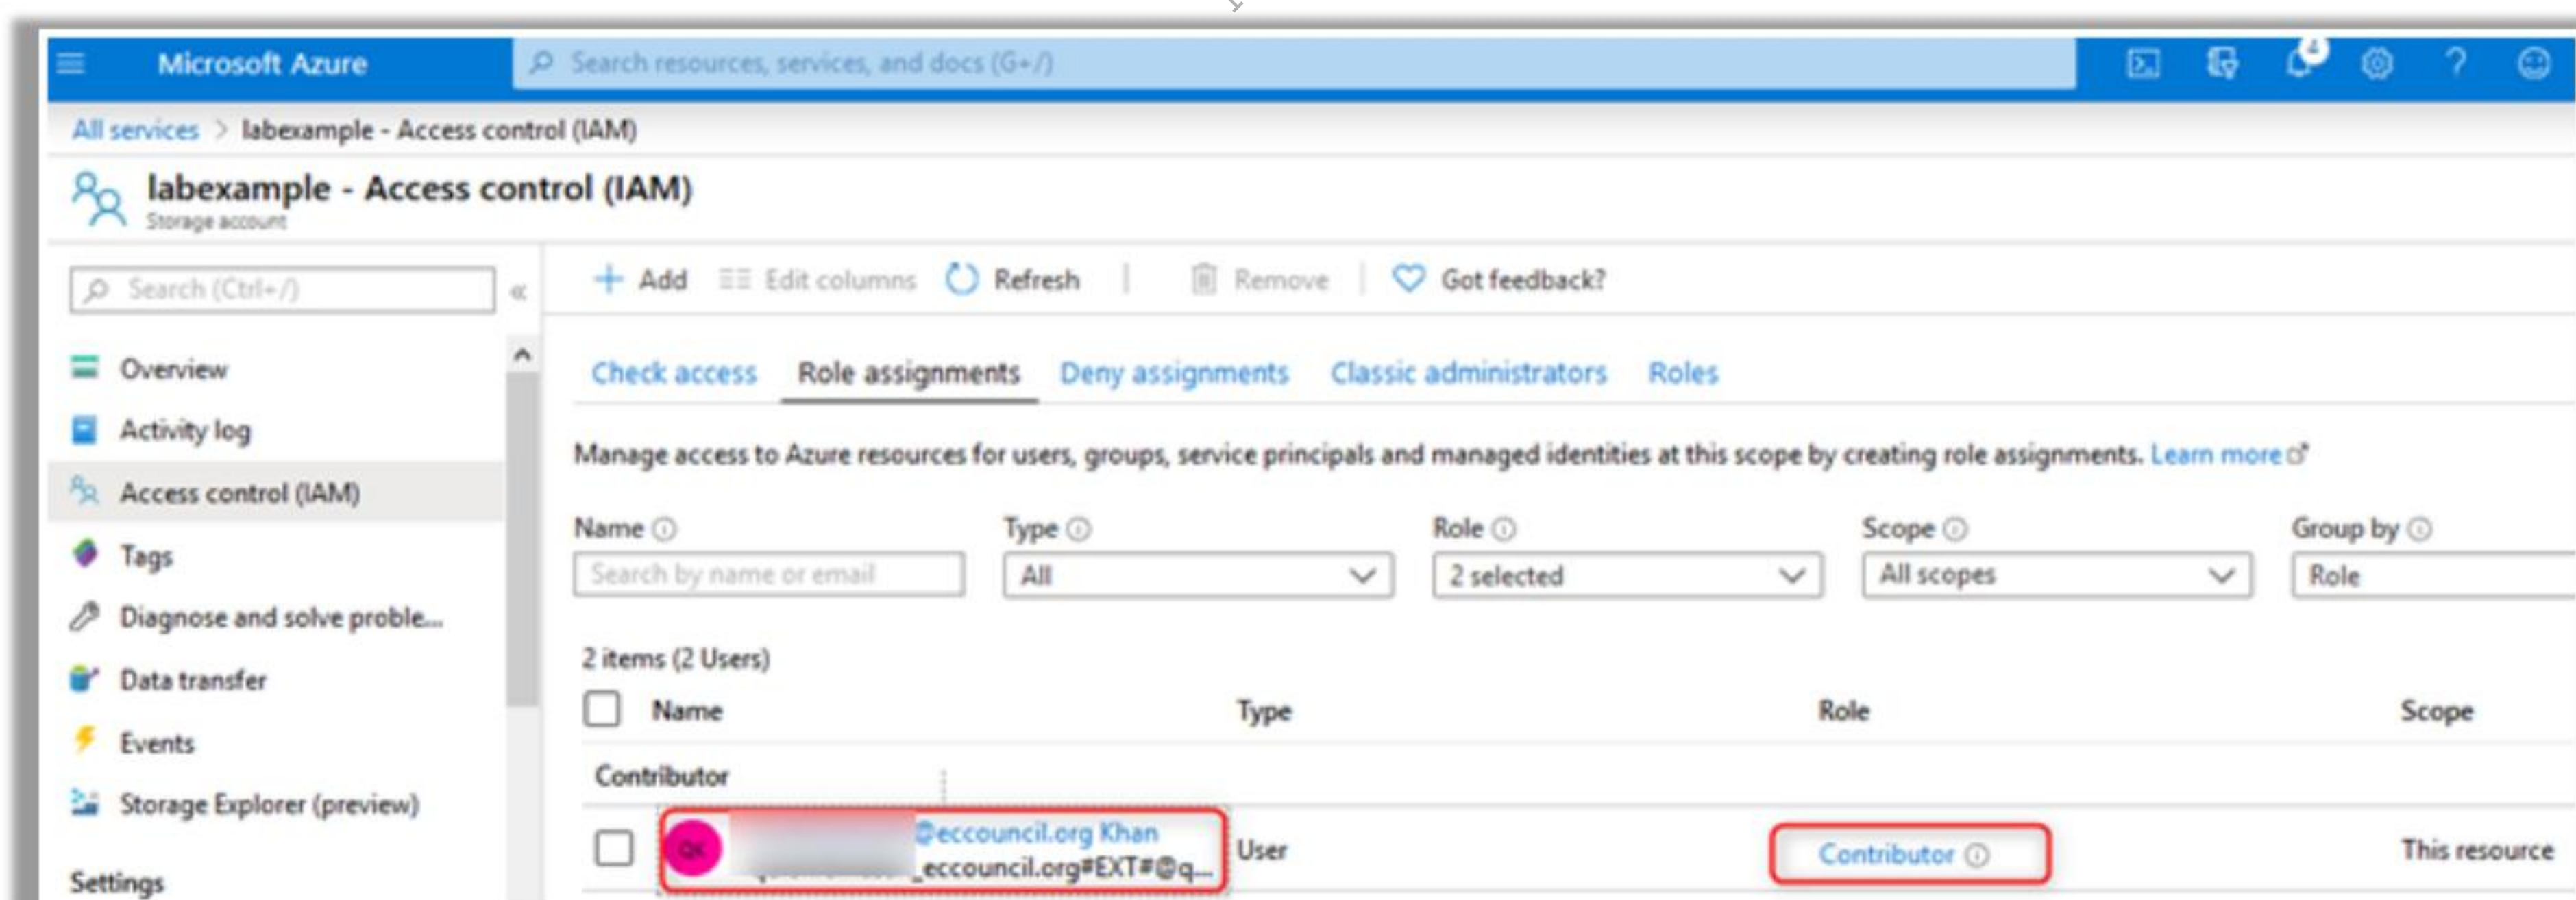 Microsoft Azure
Search resources, services, and docs (G+/)
4
All services > labexample - Access control (IAM)
labexample - Access control (IAM)
Storage account
Search (Ctrl+/)
«
Overview
Activity log
Access control (IAM)
Tags
Diagnose and solve proble...
Data transfer
Events
Storage Explorer (preview)
Settings
+ Add Edit columns Refresh | Remove | Got feedback?
Check access Role assignments Deny assignments Classic administrators Roles
Manage access to Azure resources for users, groups, service principals and managed identities at this scope by creating role assignments. Learn more
Name Type Role Scope Group by
Search by name or email All 2 selected All scopes Role
2 items (2 Users)
Name Type Role Scope
Contributor
QK @eccouncil.org Khan
_eccouncil.org#EXT#@q...
User Contributor This resource